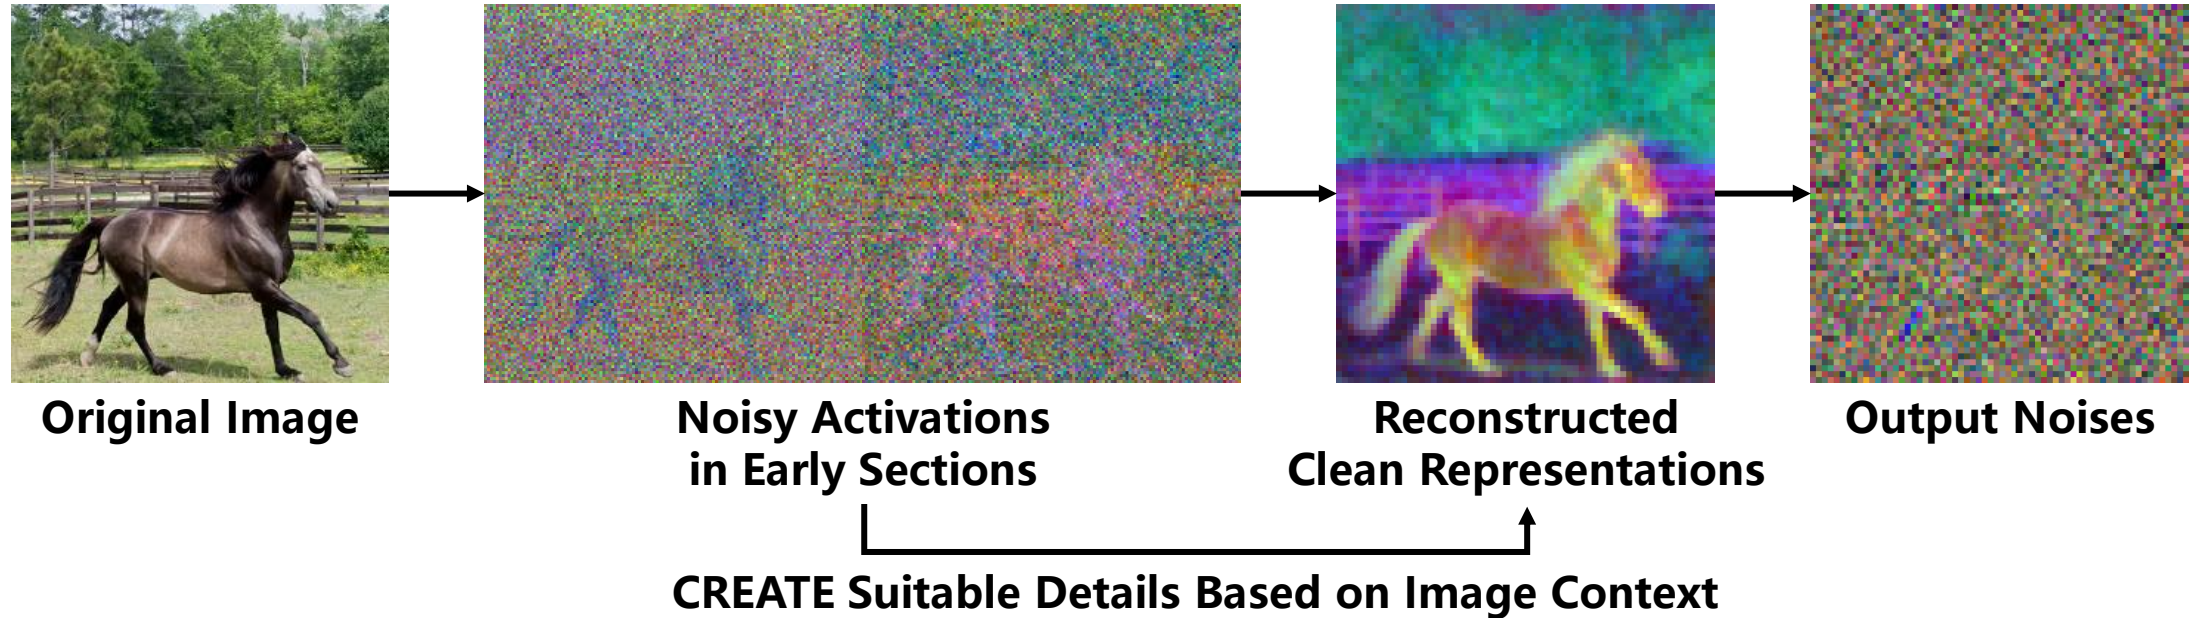 Original Image
Noisy Activations
in Early Sections
Reconstructed
Clean Representations
Output Noises
CREATE Suitable Details Based on Image Context